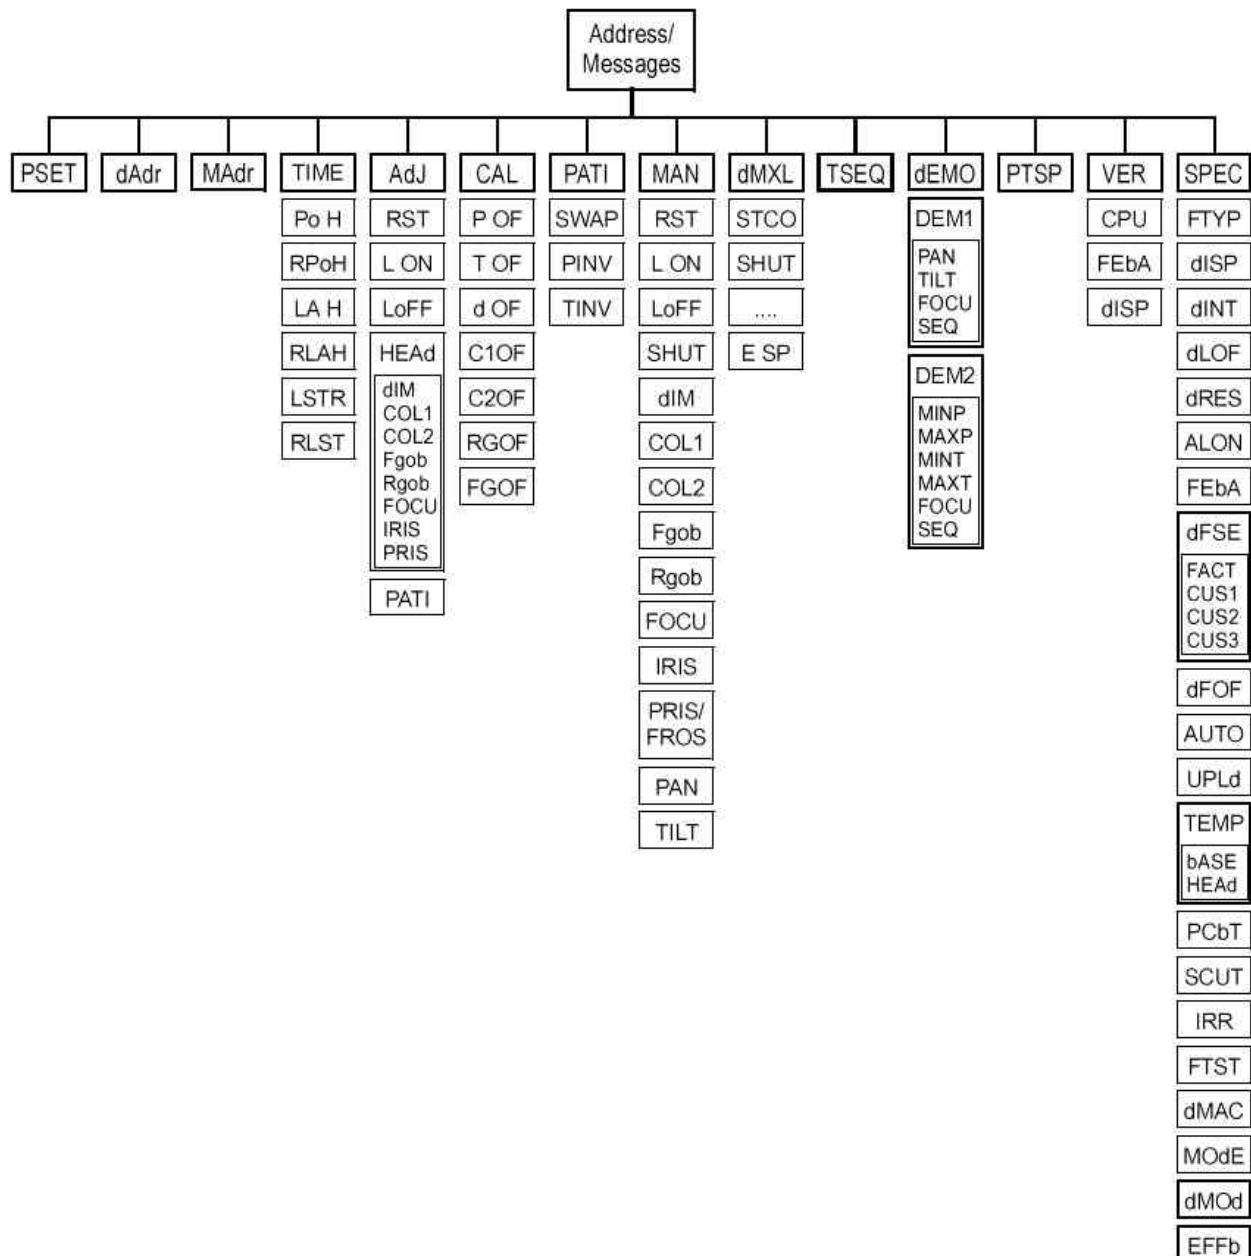 Address/
Messages
PSET
dAdr
MAdr
TIME
Po H
RPoH
LA H
RLAH
LSTR
RLST
AdJ
RST
L ON
LoFF
HEAd
dIM
COL1
COL2
Fgob
Rgob
FOCU
IRIS
PRIS
PATI
CAL
P OF
T OF
d OF
C1OF
C2OF
RGOF
FGOF
PATI
SWAP
PINV
TINV
MAN
RST
L ON
LoFF
SHUT
dIM
COL1
COL2
Fgob
Rgob
FOCU
IRIS
PRIS/
FROS
PAN
TILT
dMXL
STCO
SHUT
....
E SP
TSEQ
dEMO
DEM1
PAN
TILT
FOCU
SEQ
DEM2
MINP
MAXP
MINT
MAXT
FOCU
SEQ
PTSP
VER
CPU
FEbA
dISP
SPEC
FTYP
dISP
dINT
dLOF
dRES
ALON
FEbA
dFSE
FACT
CUS1
CUS2
CUS3
dFOF
AUTO
UPLd
TEMP
bASE
HEAd
PCbT
SCUT
IRR
FTST
dMAC
MOdE
dMOd
EFFb